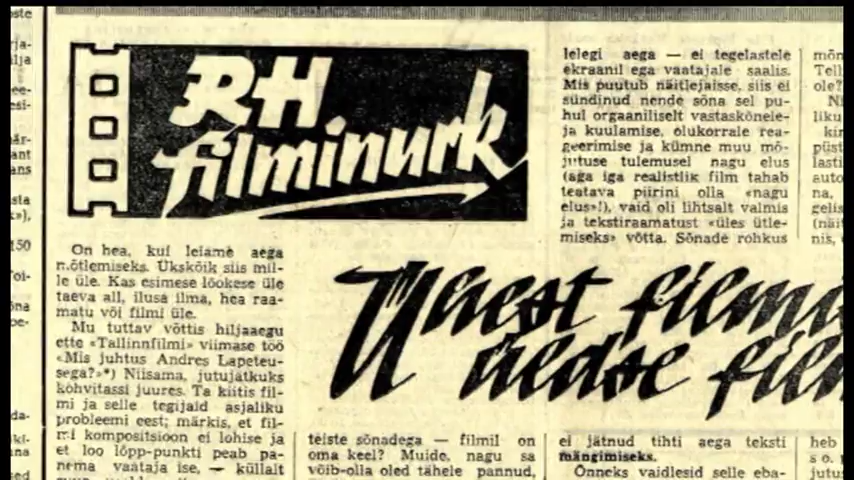 RH
filminurk
On hea, kui leiame aega
mõtlemiseks. Ükskõik siis mil-
le üle. Kas esimese lõokese üle
taeva all, ilusa ilma, hea raa-
matu või filmi üle.
Mu tuttav võttis hiljaaegu
ette «Tallinnfilmi» viimase töö
«Mis juhtus Andres Lapeteu-
sega?»*) Niisama, jutujätkuks
kohvitassi juures. Ta kiitis fil-
mi ja selle tegijaid asjaliku
probleemi eest; märkis, et fil-
mi kompositsioon ei lohise ja
et loo lõpp-punkti peab pa-
nema vaataja ise, — küllalt
Uuest filmi
üldse fil
teiste sõnadega — filmil on
oma keel? Muide, nagu sa
võib-olla oled tähele pannud,
lelegi aega — ei tegelastele
ekraanil ega vaatajale saalis.
Mis puutub näitlejaisse, siis ei
sündinud nende sõna sel pu-
hul orgaaniliselt vastaskõnele-
ja kuulamise, olukorrale rea-
geerimise ja kümne muu mõ-
jutuse tulemusel nagu elus
(aga iga realistlik film tahab
teatava piirini olla «nagu
elus»!), vaid oli lihtsalt valmis
ja tekstiraamatust «üles ütle-
miseks» võtta. Sõnade rohkus
ei jätnud tihti aega teksti
mängimiseks.
Õnneks vaidlesid selle eba-